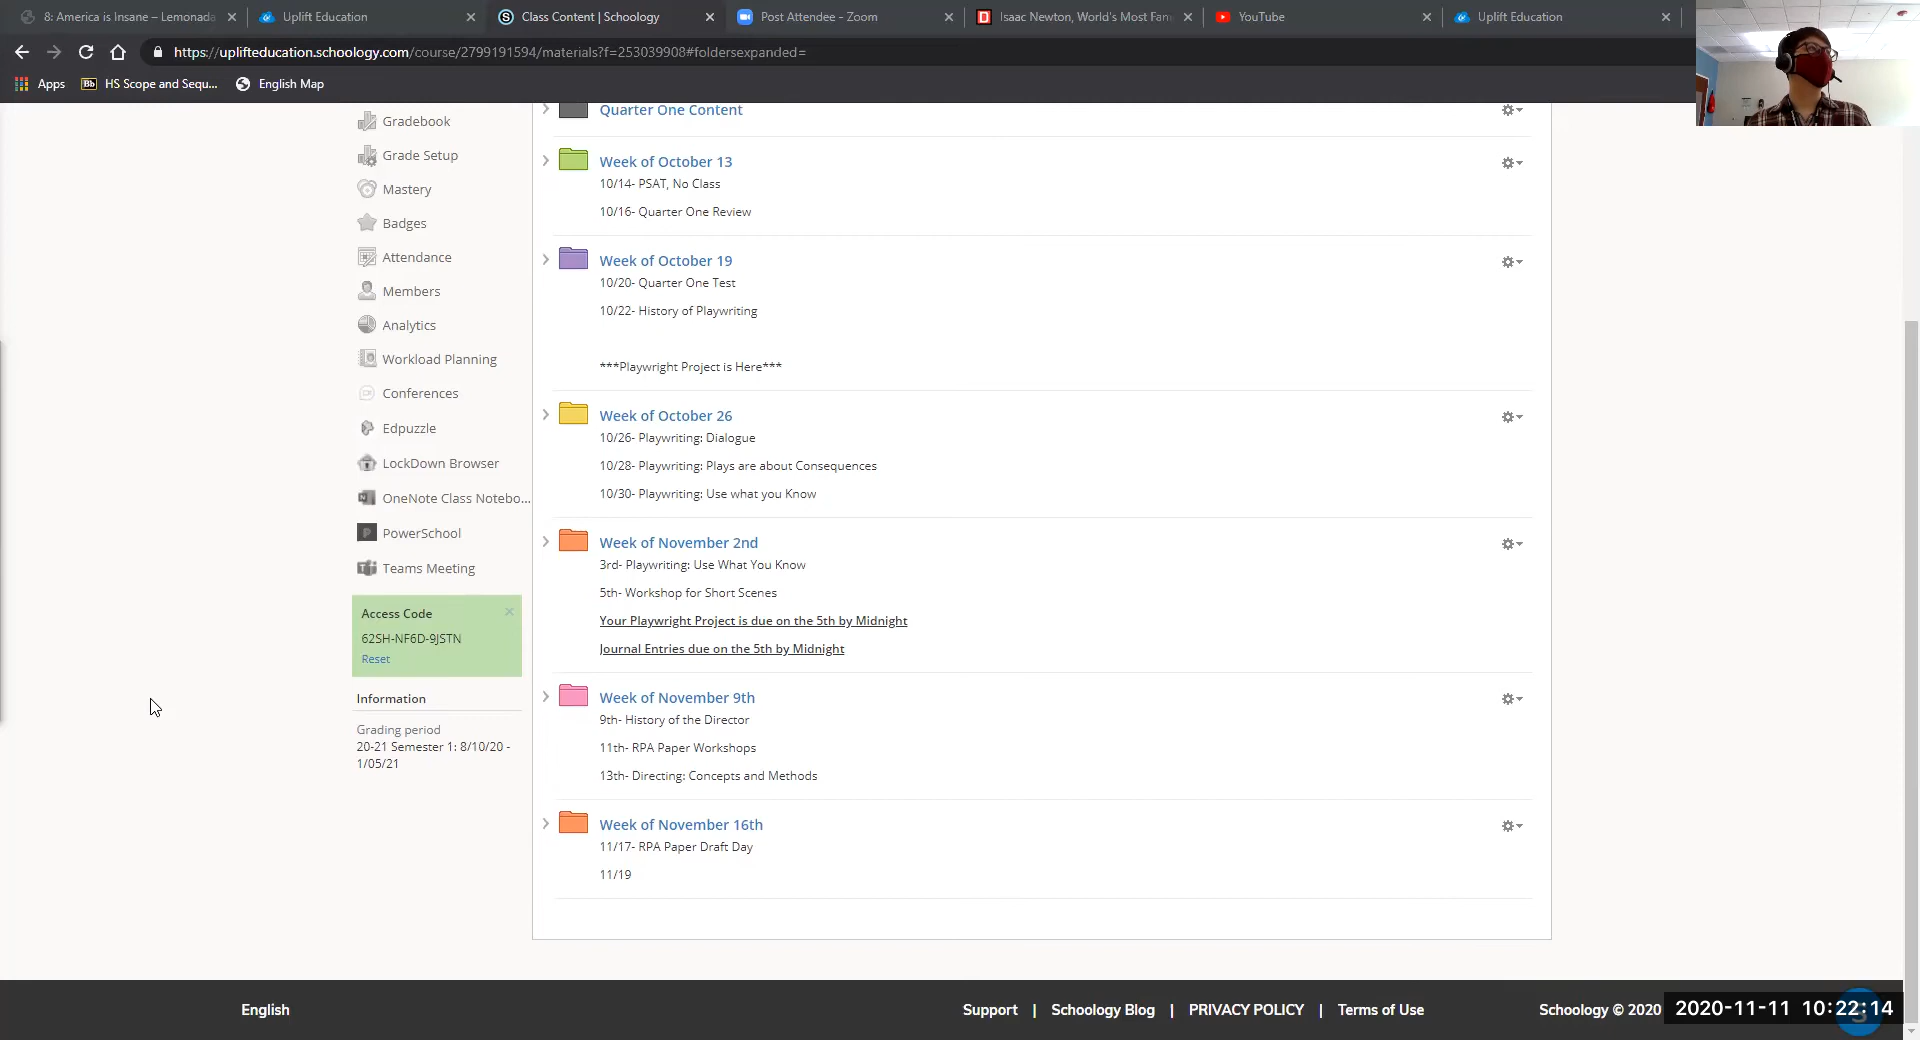 8: America is Insane – Lemonada
Uplift Education
Class Content | Schoology
Post Attendee - Zoom
Isaac Newton, World's Most Fam
YouTube
Uplift Education
https://uplifteducation.schoology.com/course/2799191594/materials?f=253039908#foldersexpanded=
Apps
Bb
HS Scope and Sequ...
English Map
Gradebook
Grade Setup
Mastery
Badges
Attendance
Members
Analytics
Workload Planning
Conferences
Edpuzzle
LockDown Browser
OneNote Class Notebo...
PowerSchool
Teams Meeting
Access Code
62SH-NF6D-9JSTN
Reset
Information
Grading period
20-21 Semester 1: 8/10/20 -
1/05/21
Quarter One Content
Week of October 13
10/14- PSAT, No Class
10/16- Quarter One Review
Week of October 19
10/20- Quarter One Test
10/22- History of Playwriting
***Playwright Project is Here***
Week of October 26
10/26- Playwriting: Dialogue
10/28- Playwriting: Plays are about Consequences
10/30- Playwriting: Use what you Know
Week of November 2nd
3rd- Playwriting: Use What You Know
5th- Workshop for Short Scenes
Your Playwright Project is due on the 5th by Midnight
Journal Entries due on the 5th by Midnight
Week of November 9th
9th- History of the Director
11th- RPA Paper Workshops
13th- Directing: Concepts and Methods
Week of November 16th
11/17- RPA Paper Draft Day
11/19
English
Support | Schoology Blog | PRIVACY POLICY | Terms of Use
Schoology © 2020
2020-11-11 10:22:14